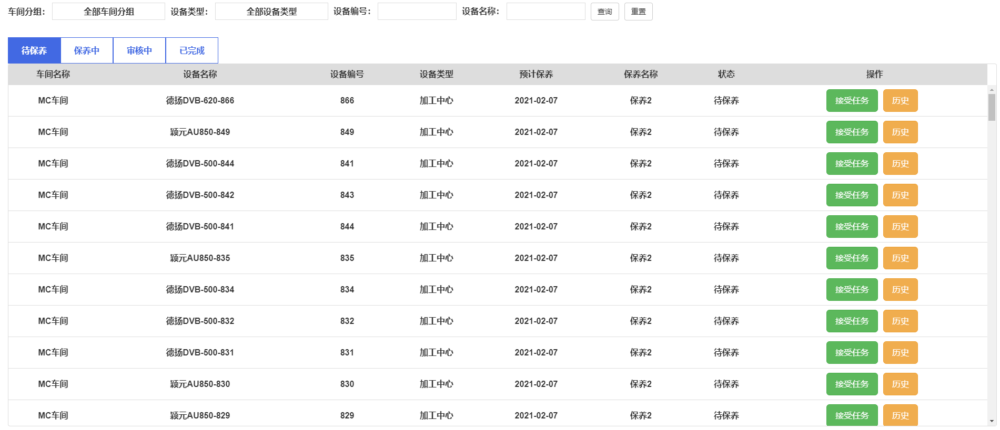 车间分组: 全部车间分组 设备类型: 全部设备类型 设备编号: 设备名称: 查询 重置
待保养 保养中 审核中 已完成
车间名称 设备名称 设备编号 设备类型 预计保养 保养名称 状态 操作
MC车间 德扬DVB-620-866 866 加工中心 2021-02-07 保养2 待保养 接受任务 历史
MC车间 颖元AU850-849 849 加工中心 2021-02-07 保养2 待保养 接受任务 历史
MC车间 德扬DVB-500-844 841 加工中心 2021-02-07 保养2 待保养 接受任务 历史
MC车间 德扬DVB-500-842 843 加工中心 2021-02-07 保养2 待保养 接受任务 历史
MC车间 德扬DVB-500-841 844 加工中心 2021-02-07 保养2 待保养 接受任务 历史
MC车间 颖元AU850-835 835 加工中心 2021-02-07 保养2 待保养 接受任务 历史
MC车间 德扬DVB-500-834 834 加工中心 2021-02-07 保养2 待保养 接受任务 历史
MC车间 德扬DVB-500-832 832 加工中心 2021-02-07 保养2 待保养 接受任务 历史
MC车间 德扬DVB-500-831 831 加工中心 2021-02-07 保养2 待保养 接受任务 历史
MC车间 颖元AU850-830 830 加工中心 2021-02-07 保养2 待保养 接受任务 历史
MC车间 颖元AU850-829 829 加工中心 2021-02-07 保养2 待保养 接受任务 历史